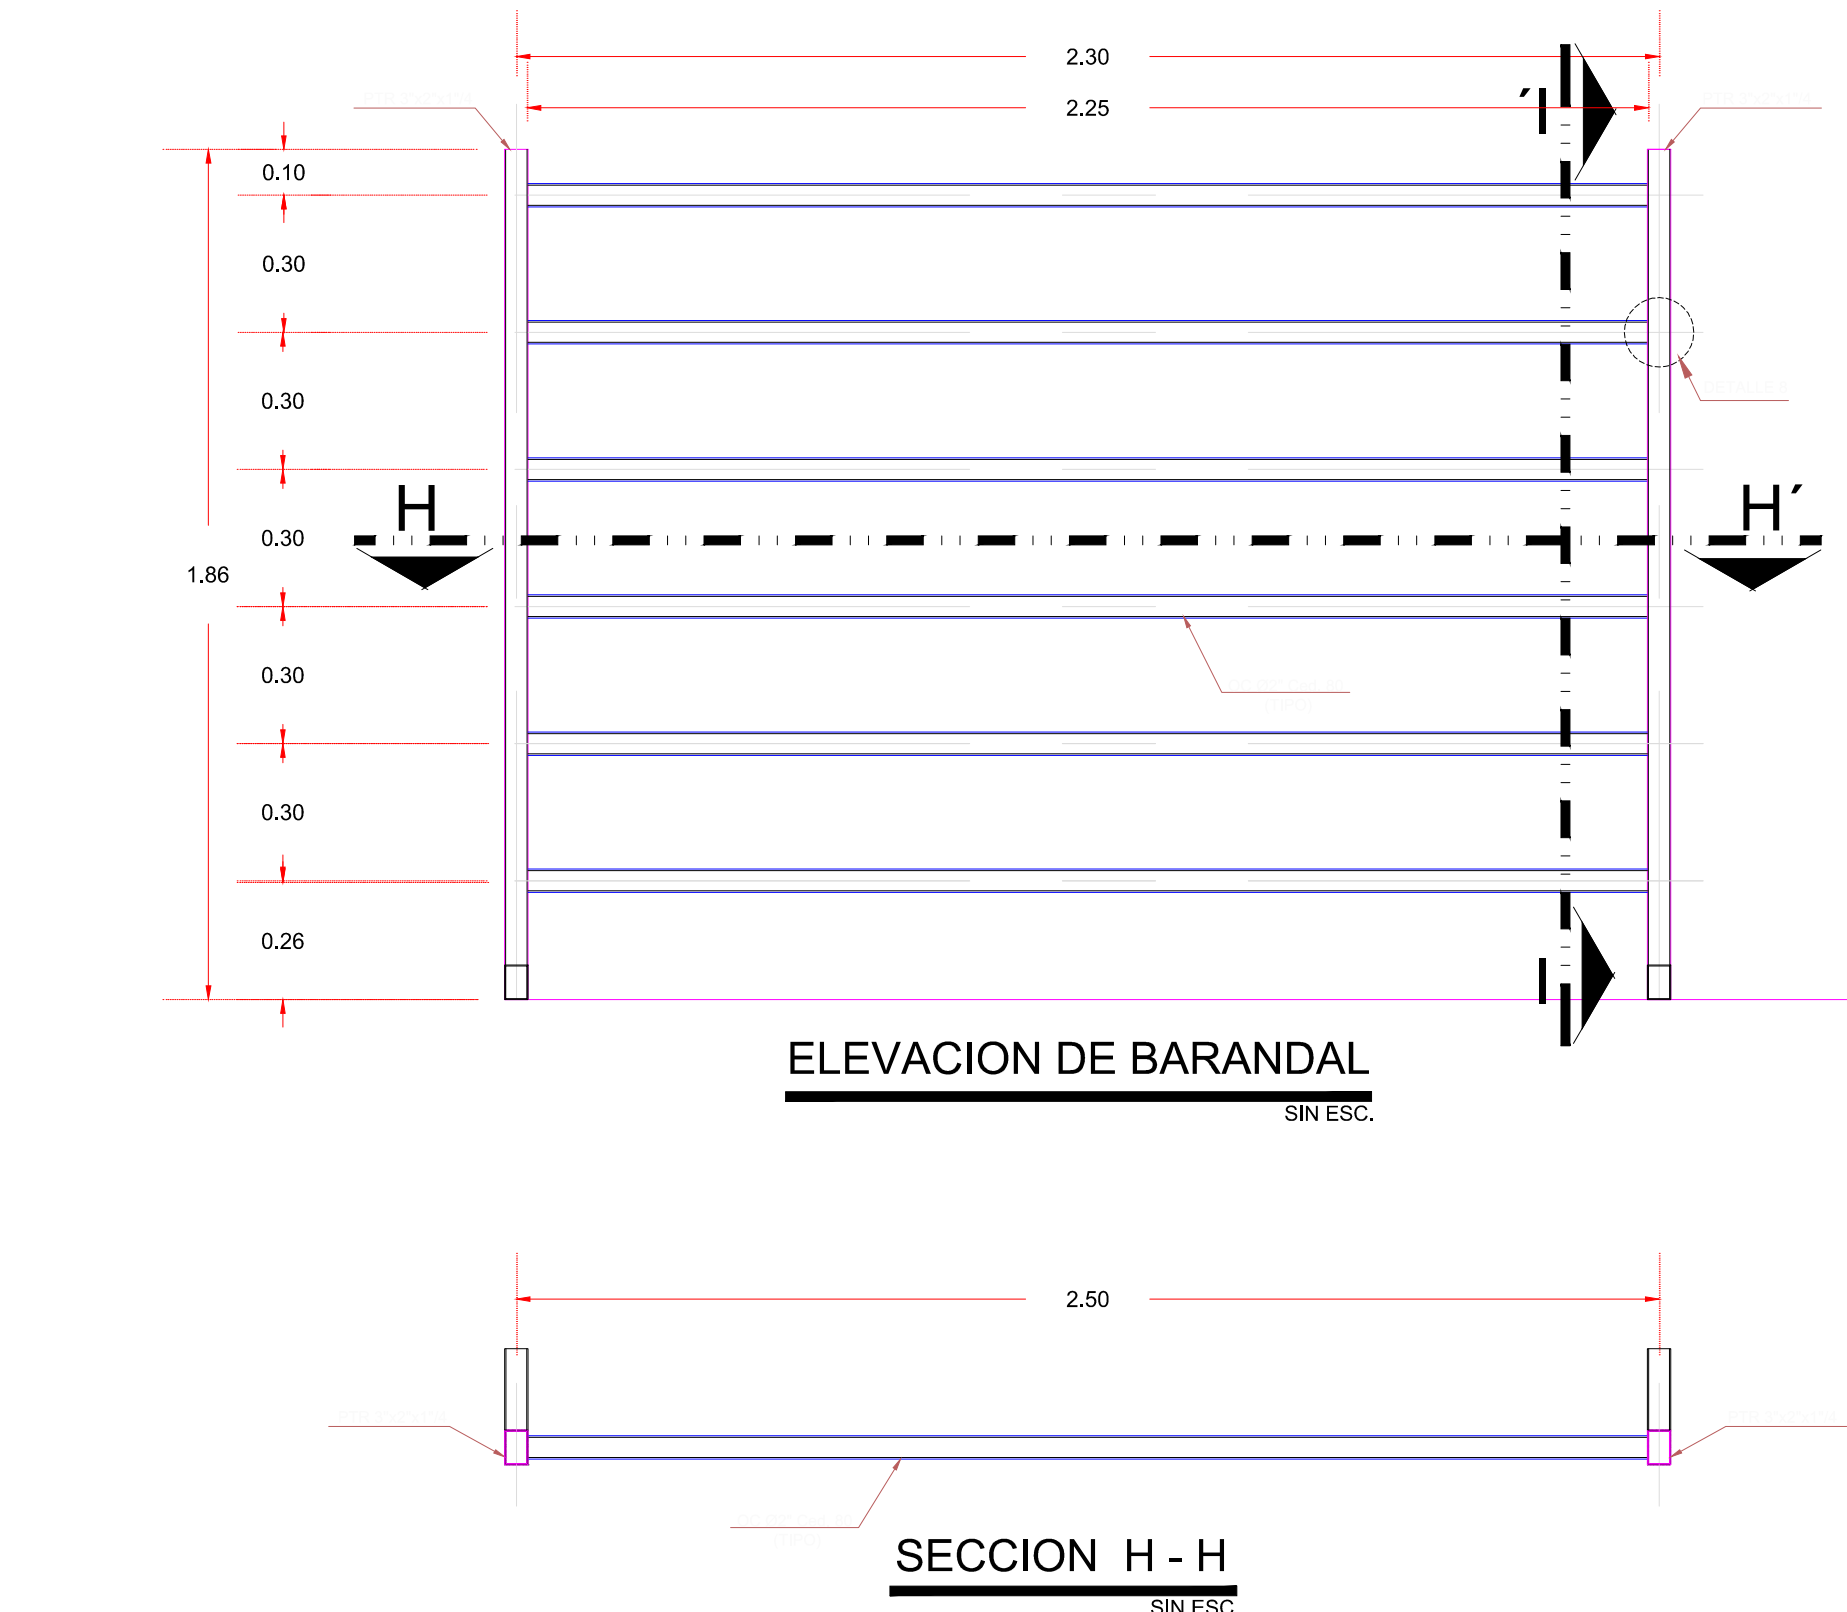 2.30
2.25
´I
0.10
0.30
0.30
H
H´
0.30
1.86
0.30
(TIPO)
0.30
0.26
I
ELEVACION DE BARANDAL
SIN ESC.
2.50
SECCION H - H
SIN ESC